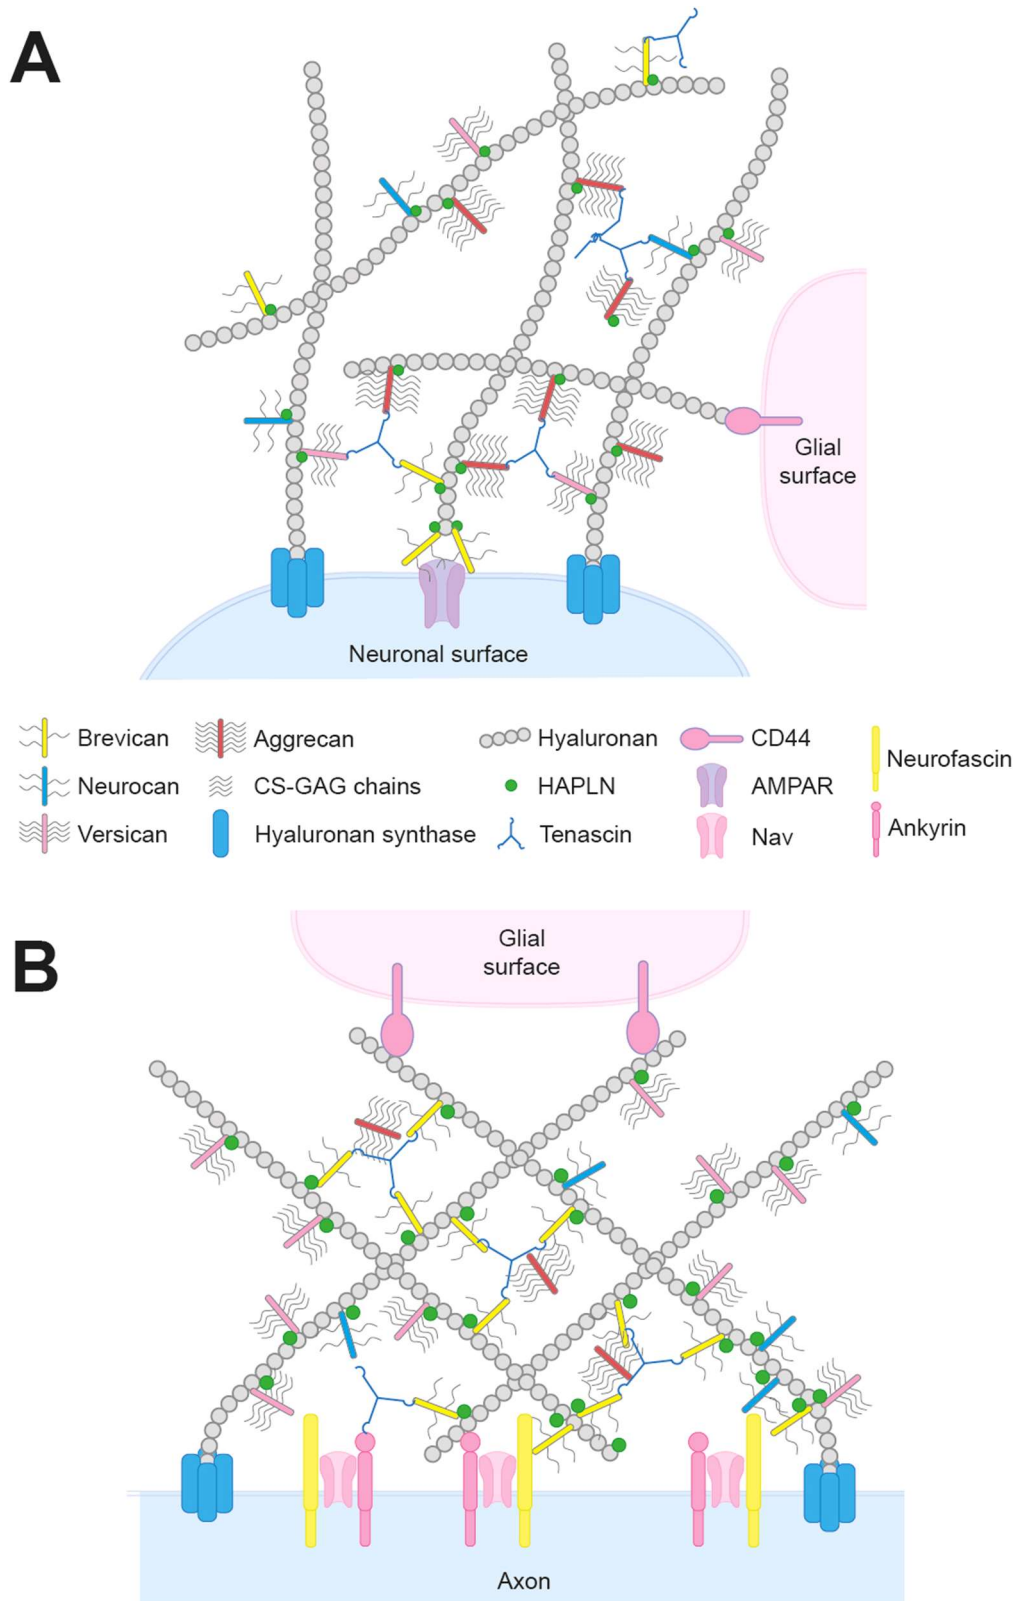 A
Glial
surface
Neuronal surface
Brevican
Aggrecan
Hyaluronan
CD44
Neurofascin
Neurocan
CS-GAG chains
HAPLN
AMPAR
Versican
Hyaluronan synthase
Tenascin
Nav
Ankyrin
B
Glial
surface
Axon